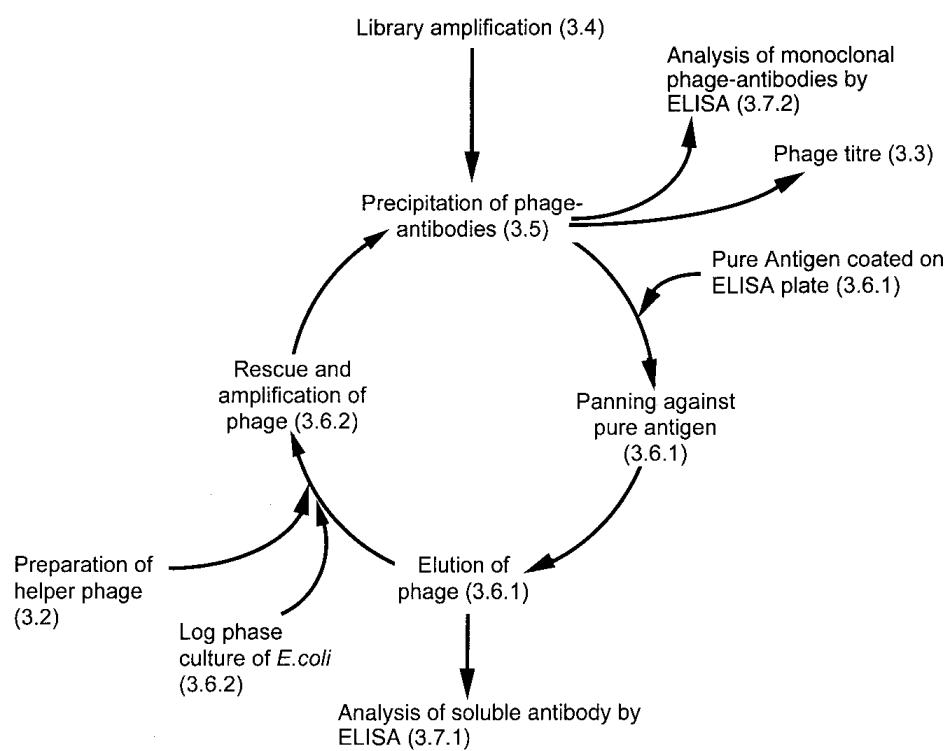 Library amplification (3.4)
Analysis of monoclonal
phage-antibodies by
ELISA (3.7.2)
Phage titre (3.3)
Precipitation of phage-
antibodies (3.5)
Pure Antigen coated on
ELISA plate (3.6.1)
Rescue and
amplification of
phage (3.6.2)
Panning against
pure antigen
(3.6.1)
Preparation of
helper phage
(3.2)
Elution of
phage (3.6.1)
Log phase
culture of E.coli
(3.6.2)
Analysis of soluble antibody by
ELISA (3.7.1)